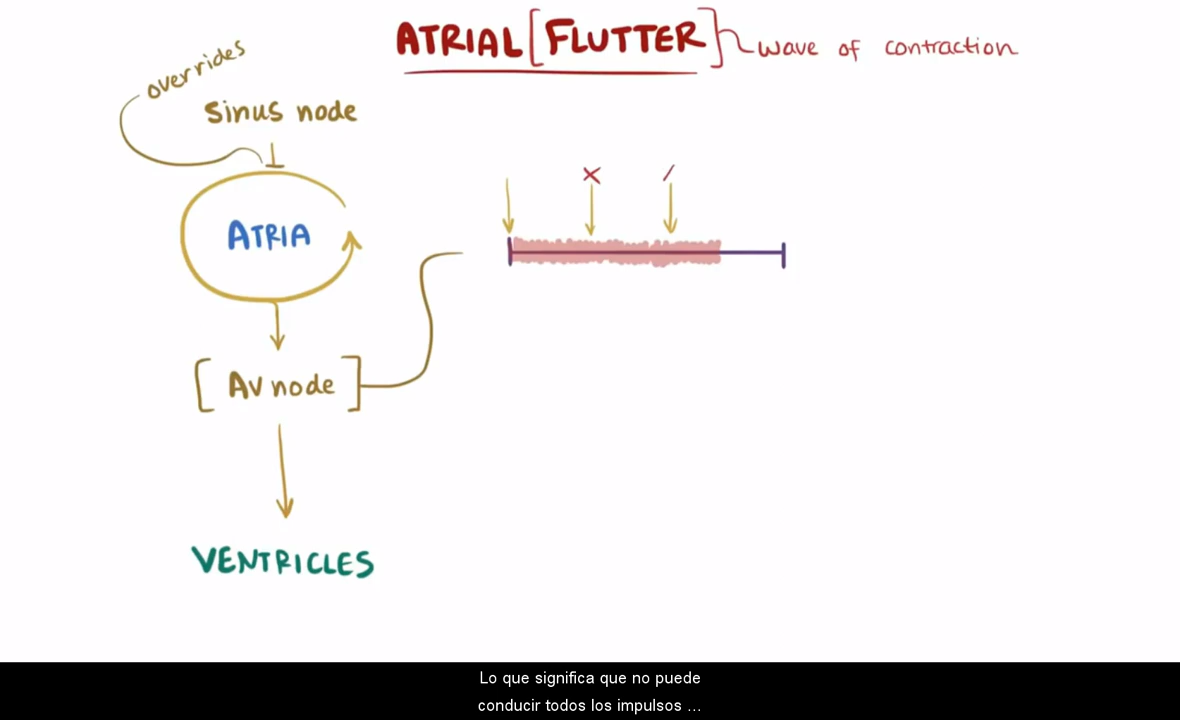 ATRIAL [FLUTTER]
wave of contraction
overrides
Sinus node
ATRIA
[AV node]
VENTRICLES
Lo que significa que no puede
conducir todos los impulsos ...